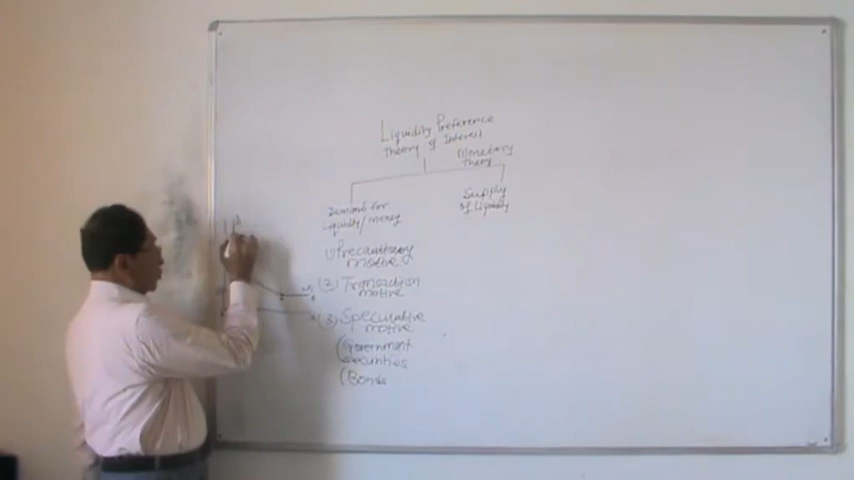 Liquidity Preference
Theory of Interest
Monetary
Theory
Demand for
Liquidity/money
Supply
of Liquidity
(1) Precautionary
motive
(2) Transaction
motive
(3) Speculative
motive
(Government
securities
(Bonds